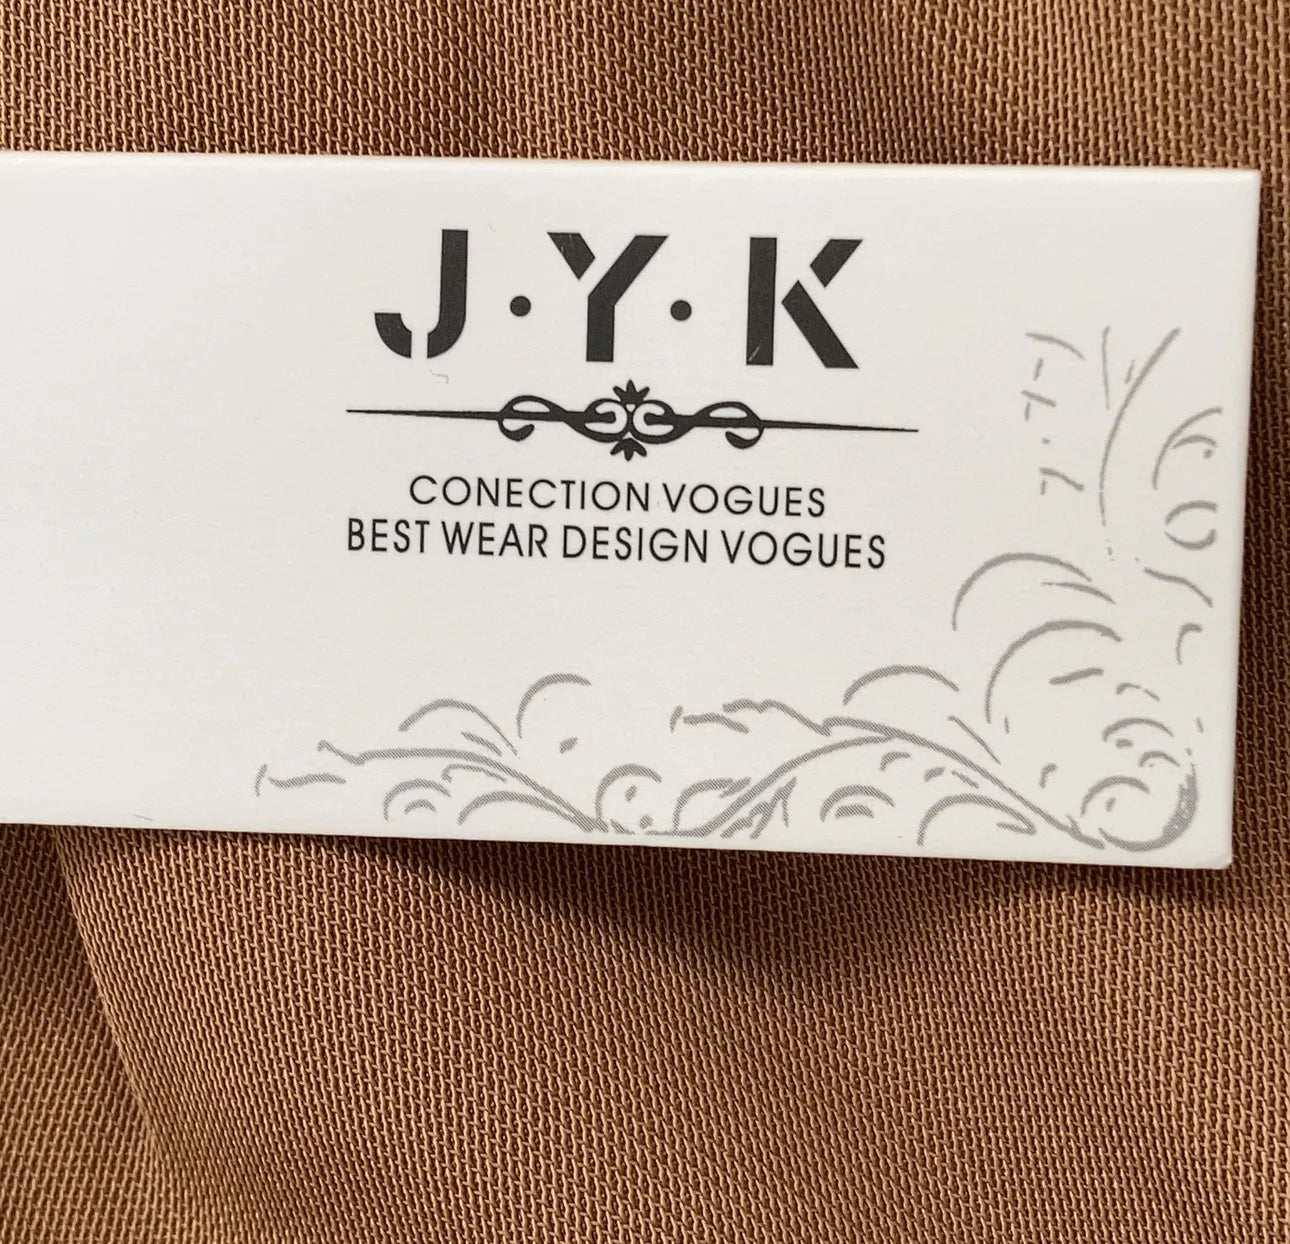 J·Y·K
CONECTION VOGUES
BEST WEAR DESIGN VOGUES